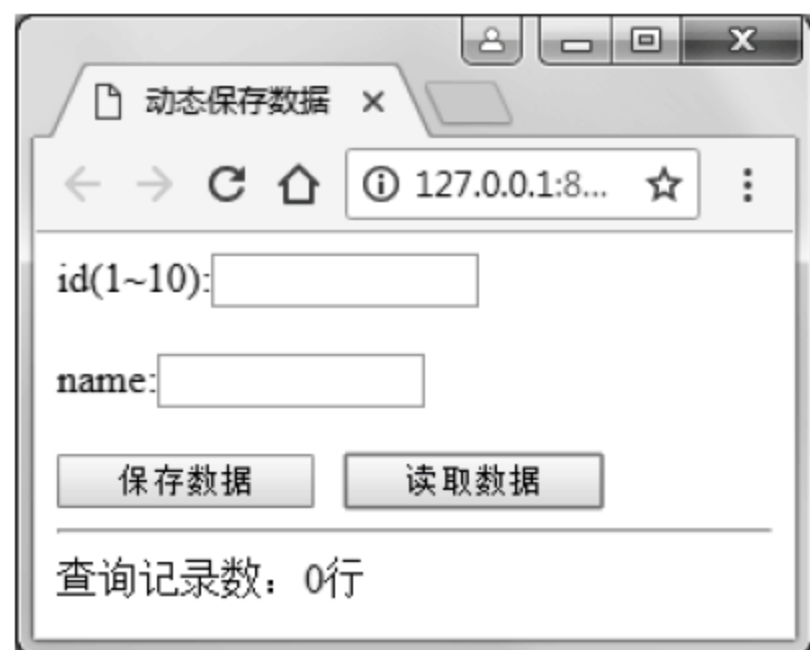 动态保存数据
127.0.0.1:8...
id(1~10):
name:
保存数据 读取数据
查询记录数：0行